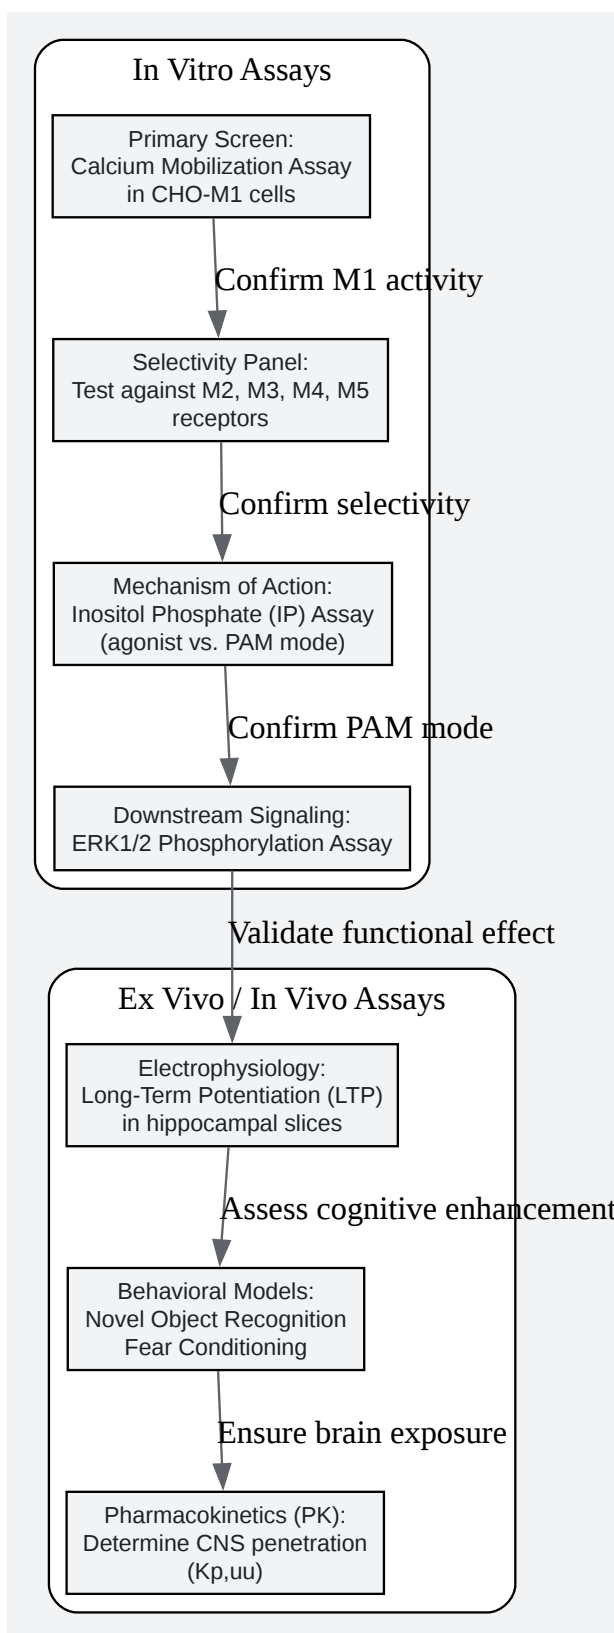 In Vitro Assays
Primary Screen:
Calcium Mobilization Assay
in CHO-M1 cells
Confirm M1 activity
Selectivity Panel:
Test against M2, M3, M4, M5
receptors
Confirm selectivity
Mechanism of Action:
Inositol Phosphate (IP) Assay
(agonist vs. PAM mode)
Confirm PAM mode
Downstream Signaling:
ERK1/2 Phosphorylation Assay
Validate functional effect
Ex Vivo / In Vivo Assays
Electrophysiology:
Long-Term Potentiation (LTP)
in hippocampal slices
Assess cognitive enhancement
Behavioral Models:
Novel Object Recognition
Fear Conditioning
Ensure brain exposure
Pharmacokinetics (PK):
Determine CNS penetration
(Kp,uu)